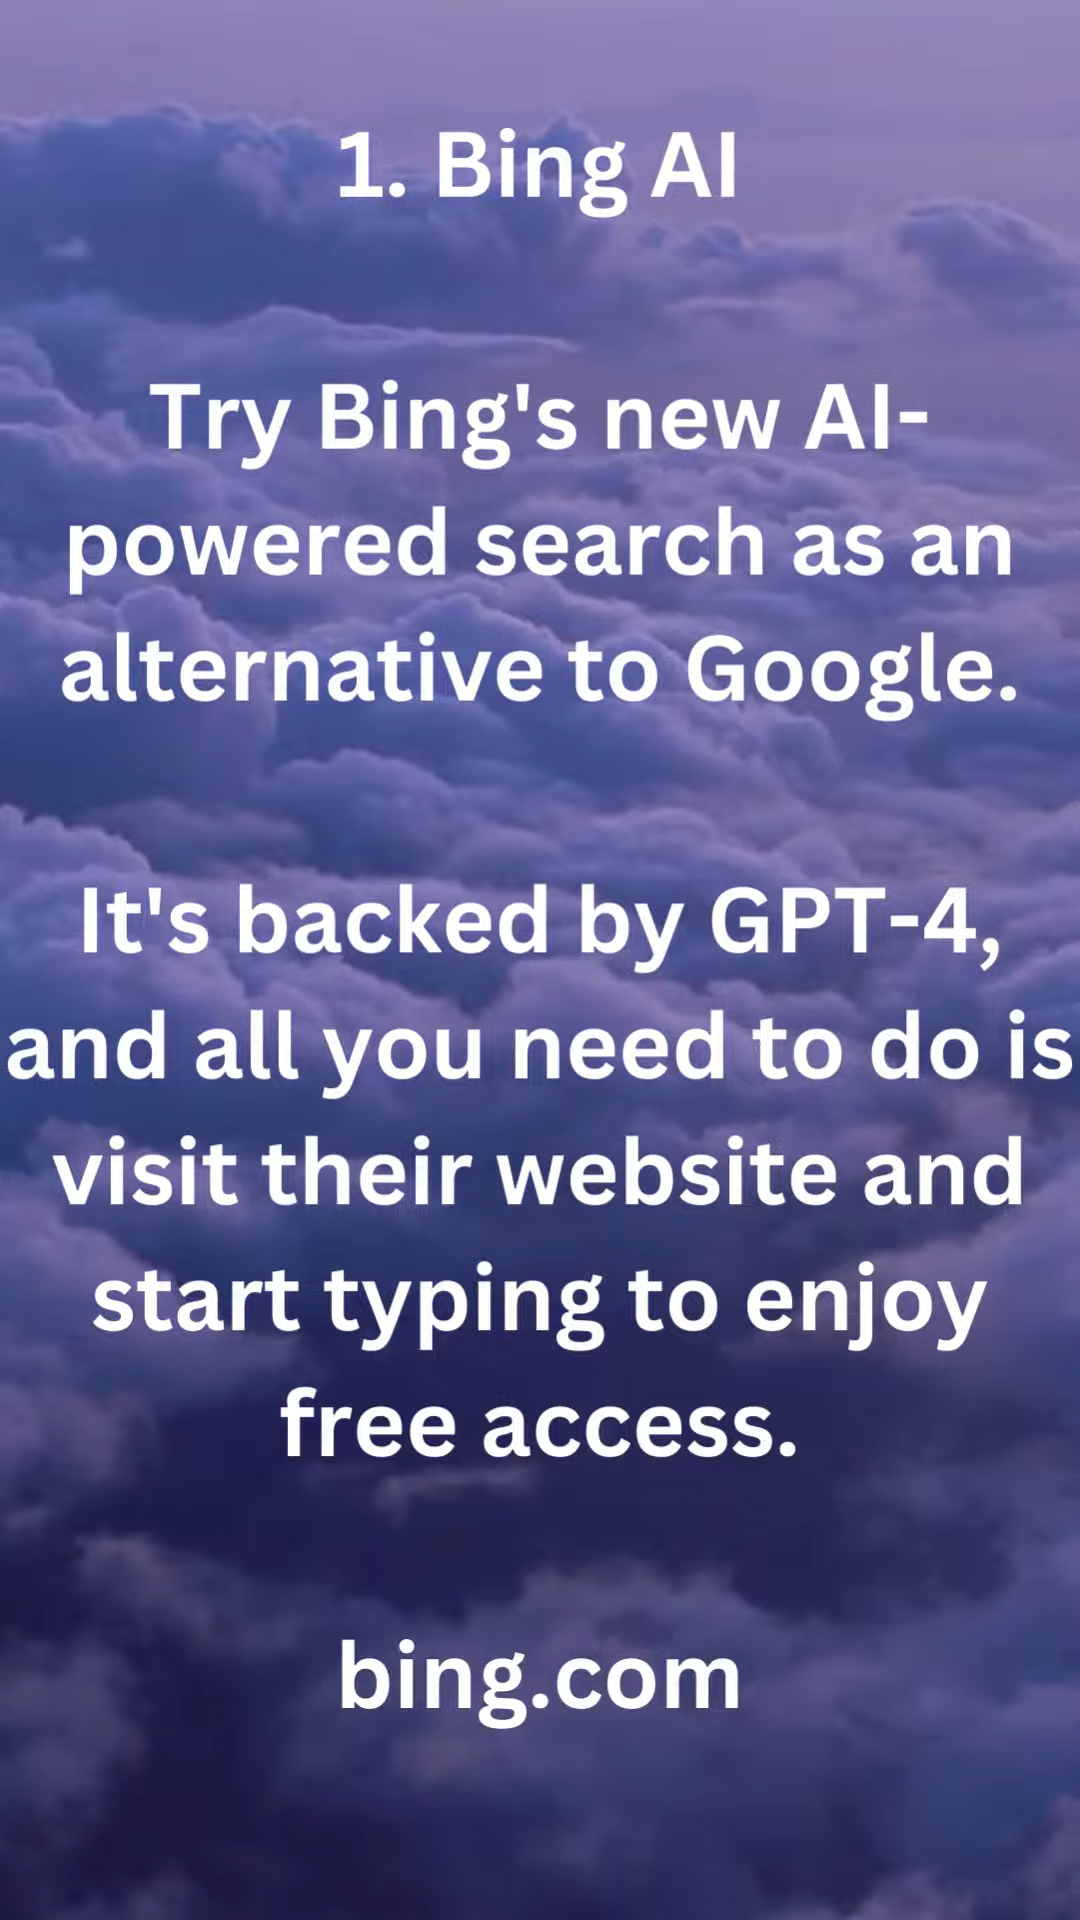 1. Bing AI
Try Bing's new AI-
powered search as an
alternative to Google.
It's backed by GPT-4,
and all you need to do is
visit their website and
start typing to enjoy
free access.
bing.com